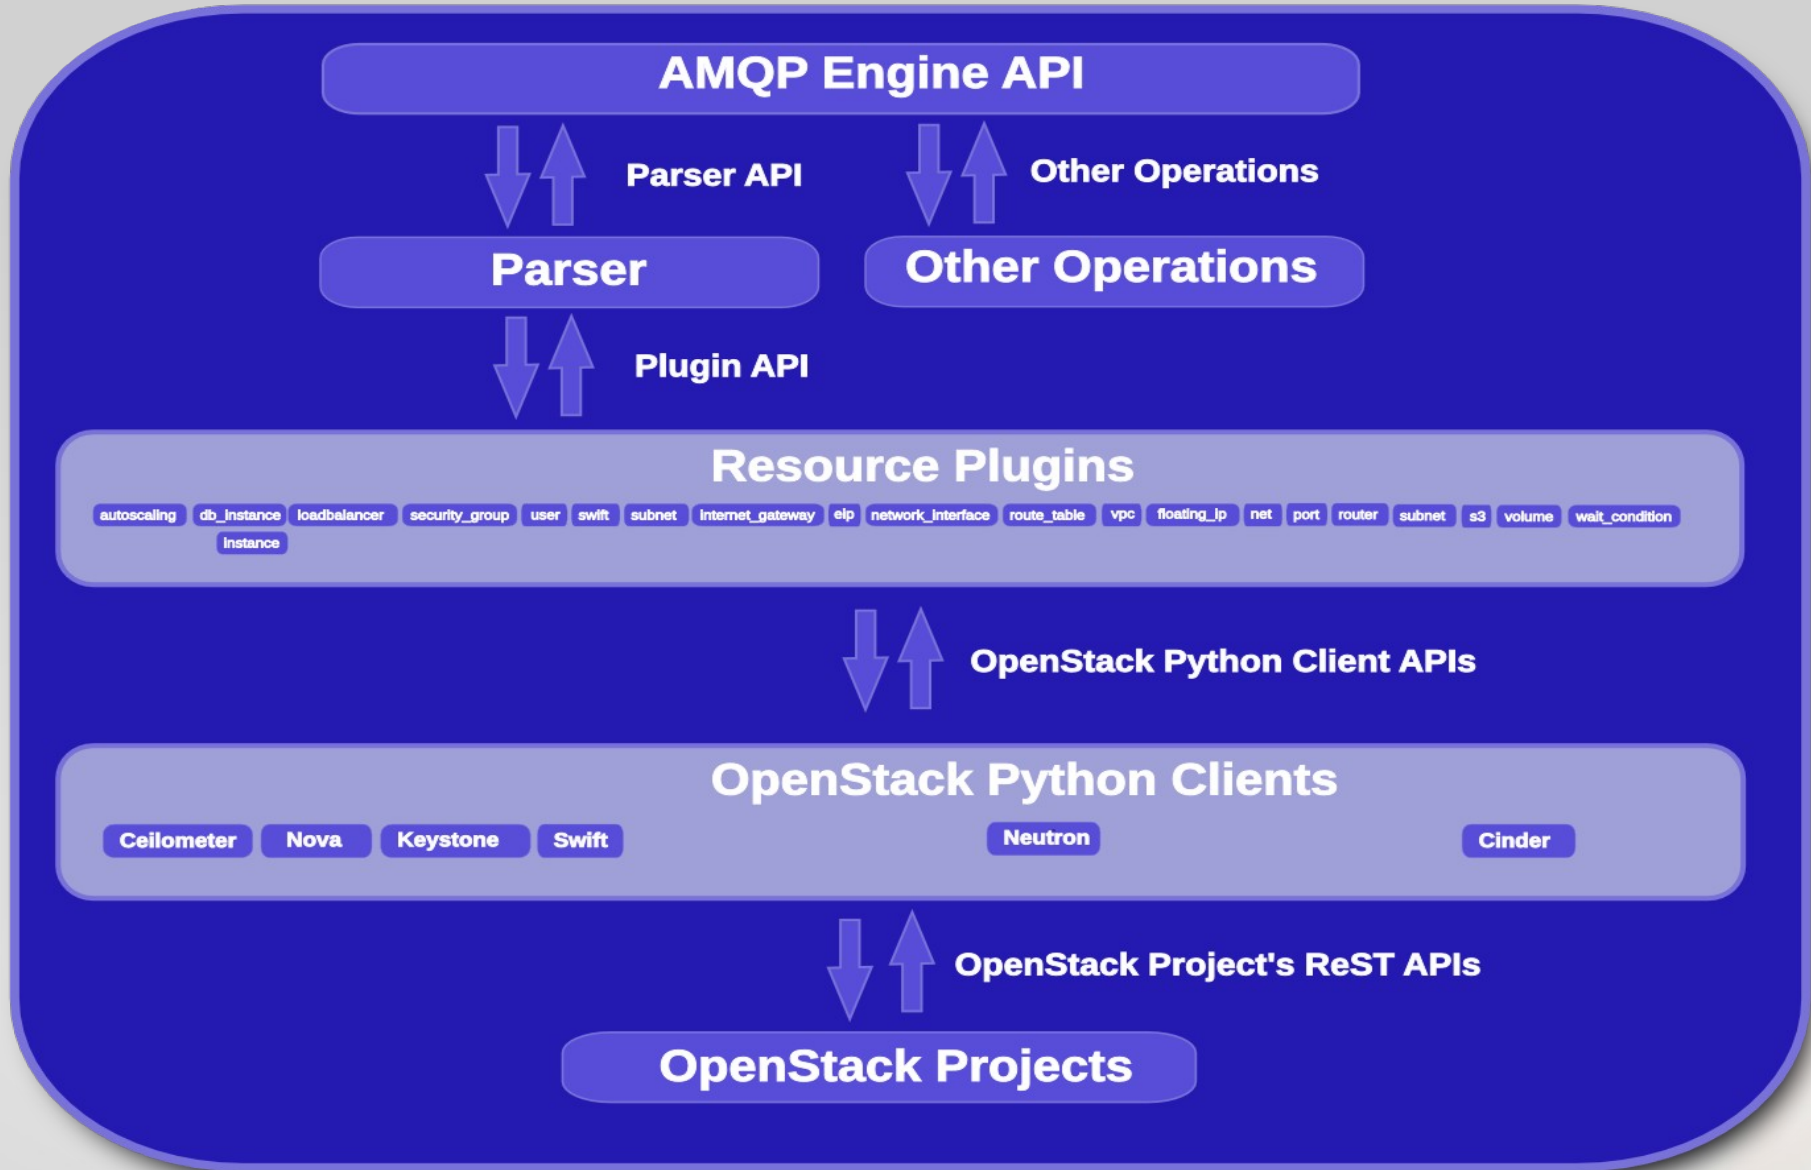 AMQP Engine API
Parser API
Other Operations
Parser
Other Operations
Plugin API
Resource Plugins
autoscaling db_instance loadbalancer security_group user swift subnet internet_gateway eip network_interface route_table vpc floating_ip net port router subnet s3 volume wait_condition
instance
OpenStack Python Client APIs
OpenStack Python Clients
Ceilometer Nova Keystone Swift Neutron Cinder
OpenStack Project's ReST APIs
OpenStack Projects